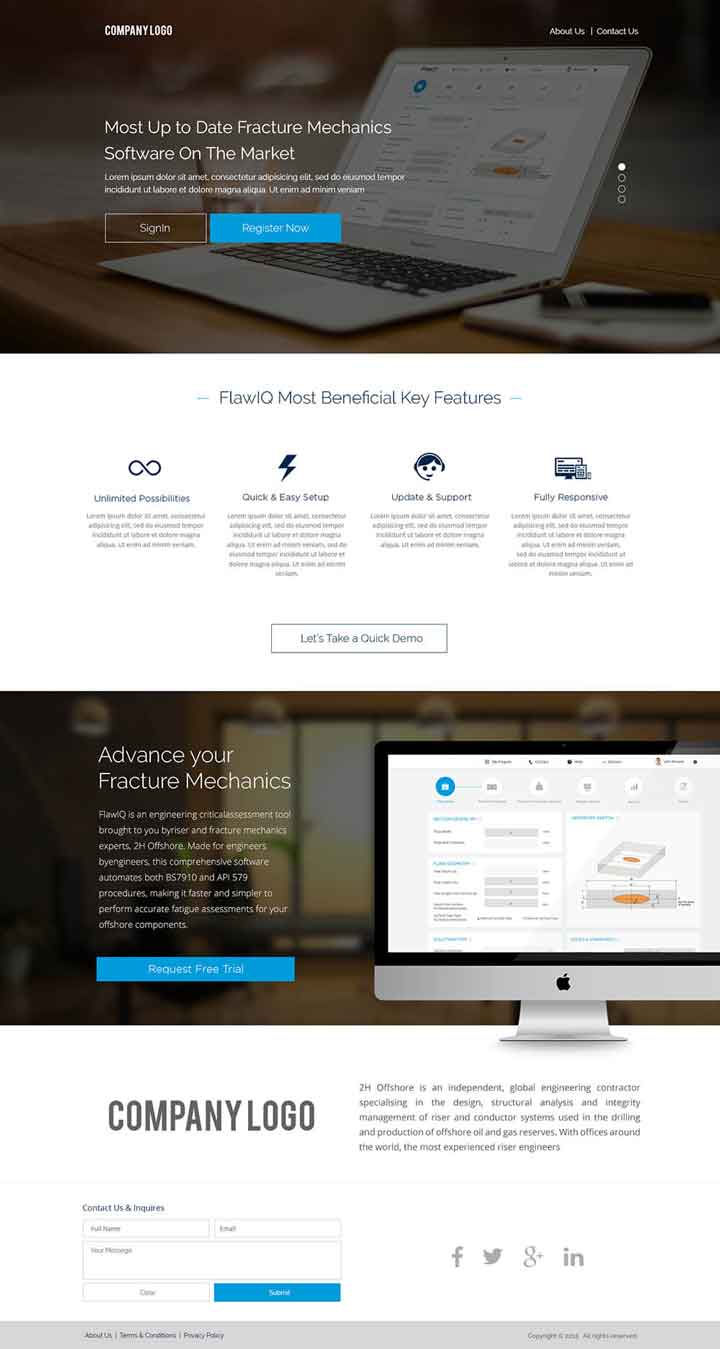 COMPANY LOGO
About Us | Contact Us
Most Up to Date Fracture Mechanics
Software On The Market
Lorem ipsum dolor sit amet, consectetur adipisicing elit, sed do eiusmod tempor
incididunt ut labore et dolore magna aliqua. Ut enim ad minim veniam
SignIn
Register Now
FlawIQ Most Beneficial Key Features
Unlimited Possibilities
Lorem ipsum dolor sit amet, consectetur
adipisicing elit, sed do eiusmod tempor
incididunt ut labore et dolore magna
aliqua. Ut enim ad minim veniam.
Quick & Easy Setup
Lorem ipsum dolor sit amet, consectetur
adipisicing elit, sed do eiusmod tempor
incididunt ut labore et dolore magna
aliqua. Ut enim ad minim veniam, sed do
eiusmod tempor incididunt ut labore et
dolore magna aliqua. Ut enim ad minim
veniam.
Update & Support
Lorem ipsum dolor sit amet, consectetur
adipisicing elit, sed do eiusmod tempor
incididunt ut labore et dolore magna
aliqua. Ut enim ad minim veniam.
Fully Responsive
Lorem ipsum dolor sit amet, consectetur
adipisicing elit, sed do eiusmod tempor
incididunt ut labore et dolore magna
aliqua. Ut enim ad minim veniam,
sed do eiusmod tempor incididunt ut
labore et dolore magna aliqua. Ut enim ad
minim veniam.
Let's Take a Quick Demo
Advance your
Fracture Mechanics
FlawIQ is an engineering criticalassessment tool
brought to you byriser and fracture mechanics
experts, 2H Offshore. Made for engineers
byengineers, this comprehensive software
automates both BS7910 and API 579
procedures, making it faster and simpler to
perform accurate fatigue assessments for your
offshore components.
Request Free Trial
COMPANY LOGO
2H Offshore is an independent, global engineering contractor
specialising in the design, structural analysis and integrity
management of riser and conductor systems used in the drilling
and production of offshore oil and gas reserves. With offices around
the world, the most experienced riser engineers
Contact Us & Inquires
Full Name
Email
Your Message
Clear
Submit
About Us | Terms & Conditions | Privacy Policy
Copyright © 2015 All rights reserved.